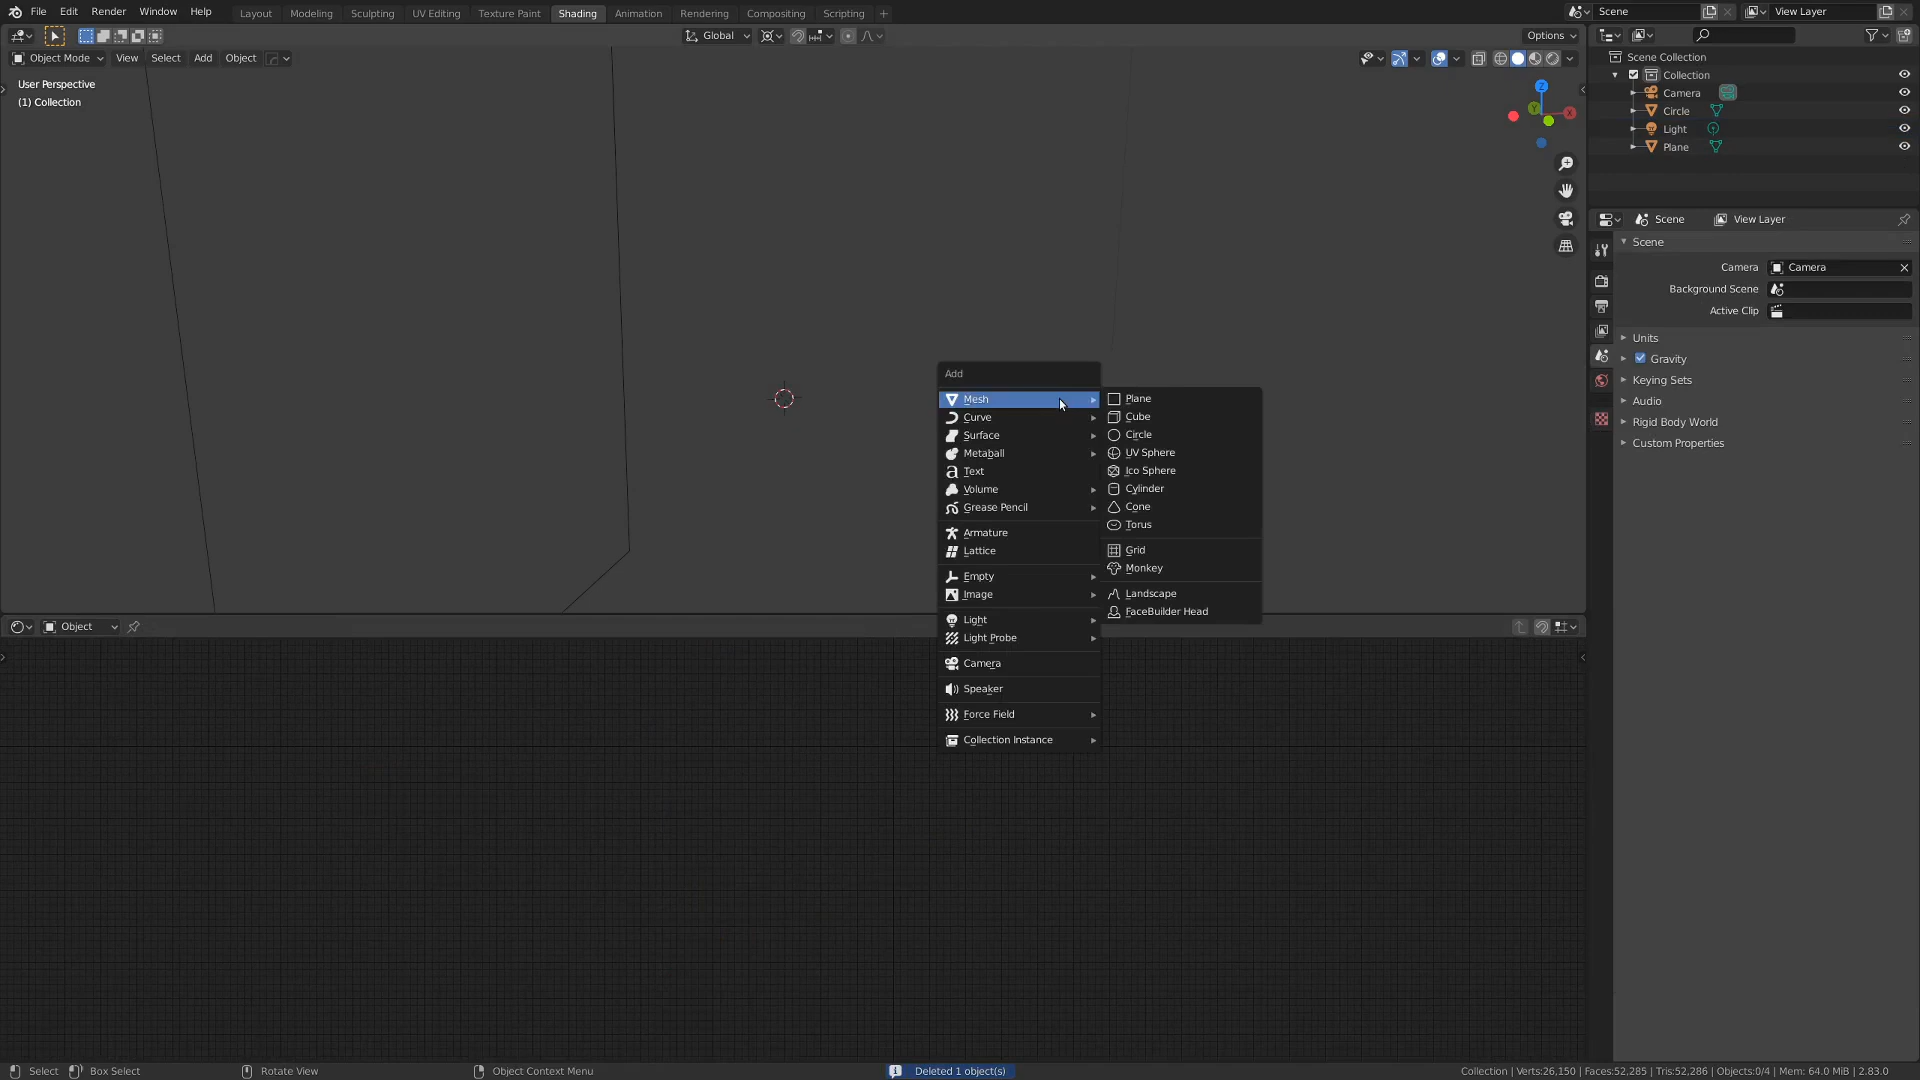 File Edit Render Window Help Layout Modeling Sculpting UV Editing Texture Paint Shading Animation Rendering Compositing Scripting + Scene View Layer
Global Options
Object Mode View Select Add Object
User Perspective
(1) Collection
Z
Y
X
Scene Collection
Collection
Camera
Circle
Light
Plane
Scene View Layer
Scene
Camera Camera
Background Scene
Active Clip
Units
Gravity
Keying Sets
Audio
Rigid Body World
Custom Properties
Add
Mesh
Curve
Surface
Metaball
Text
Volume
Grease Pencil
Armature
Lattice
Empty
Image
Light
Light Probe
Camera
Speaker
Force Field
Collection Instance
Plane
Cube
Circle
UV Sphere
Ico Sphere
Cylinder
Cone
Torus
Grid
Monkey
Landscape
FaceBuilder Head
Object
Select Box Select Rotate View Object Context Menu Deleted 1 object(s) Collection | Verts:26,150 | Faces:52,285 | Tris:52,286 | Objects:0/4 | Mem: 64.0 MiB | 2.83.0